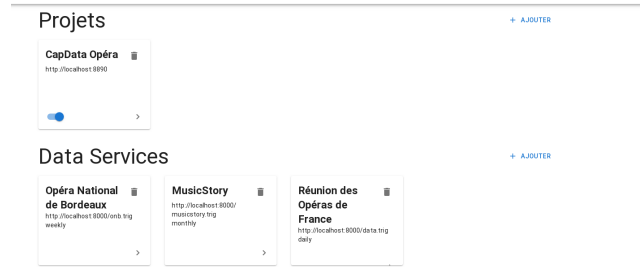 Projets
+ AJOUTER
CapData Opéra
http://localhost:8890
Data Services
+ AJOUTER
Opéra National
de Bordeaux
http://localhost:8000/onb.trig
weekly
MusicStory
http://localhost:8000/
musicstory.trig
monthly
Réunion des
Opéras de
France
http://localhost:8000/data.trig
daily